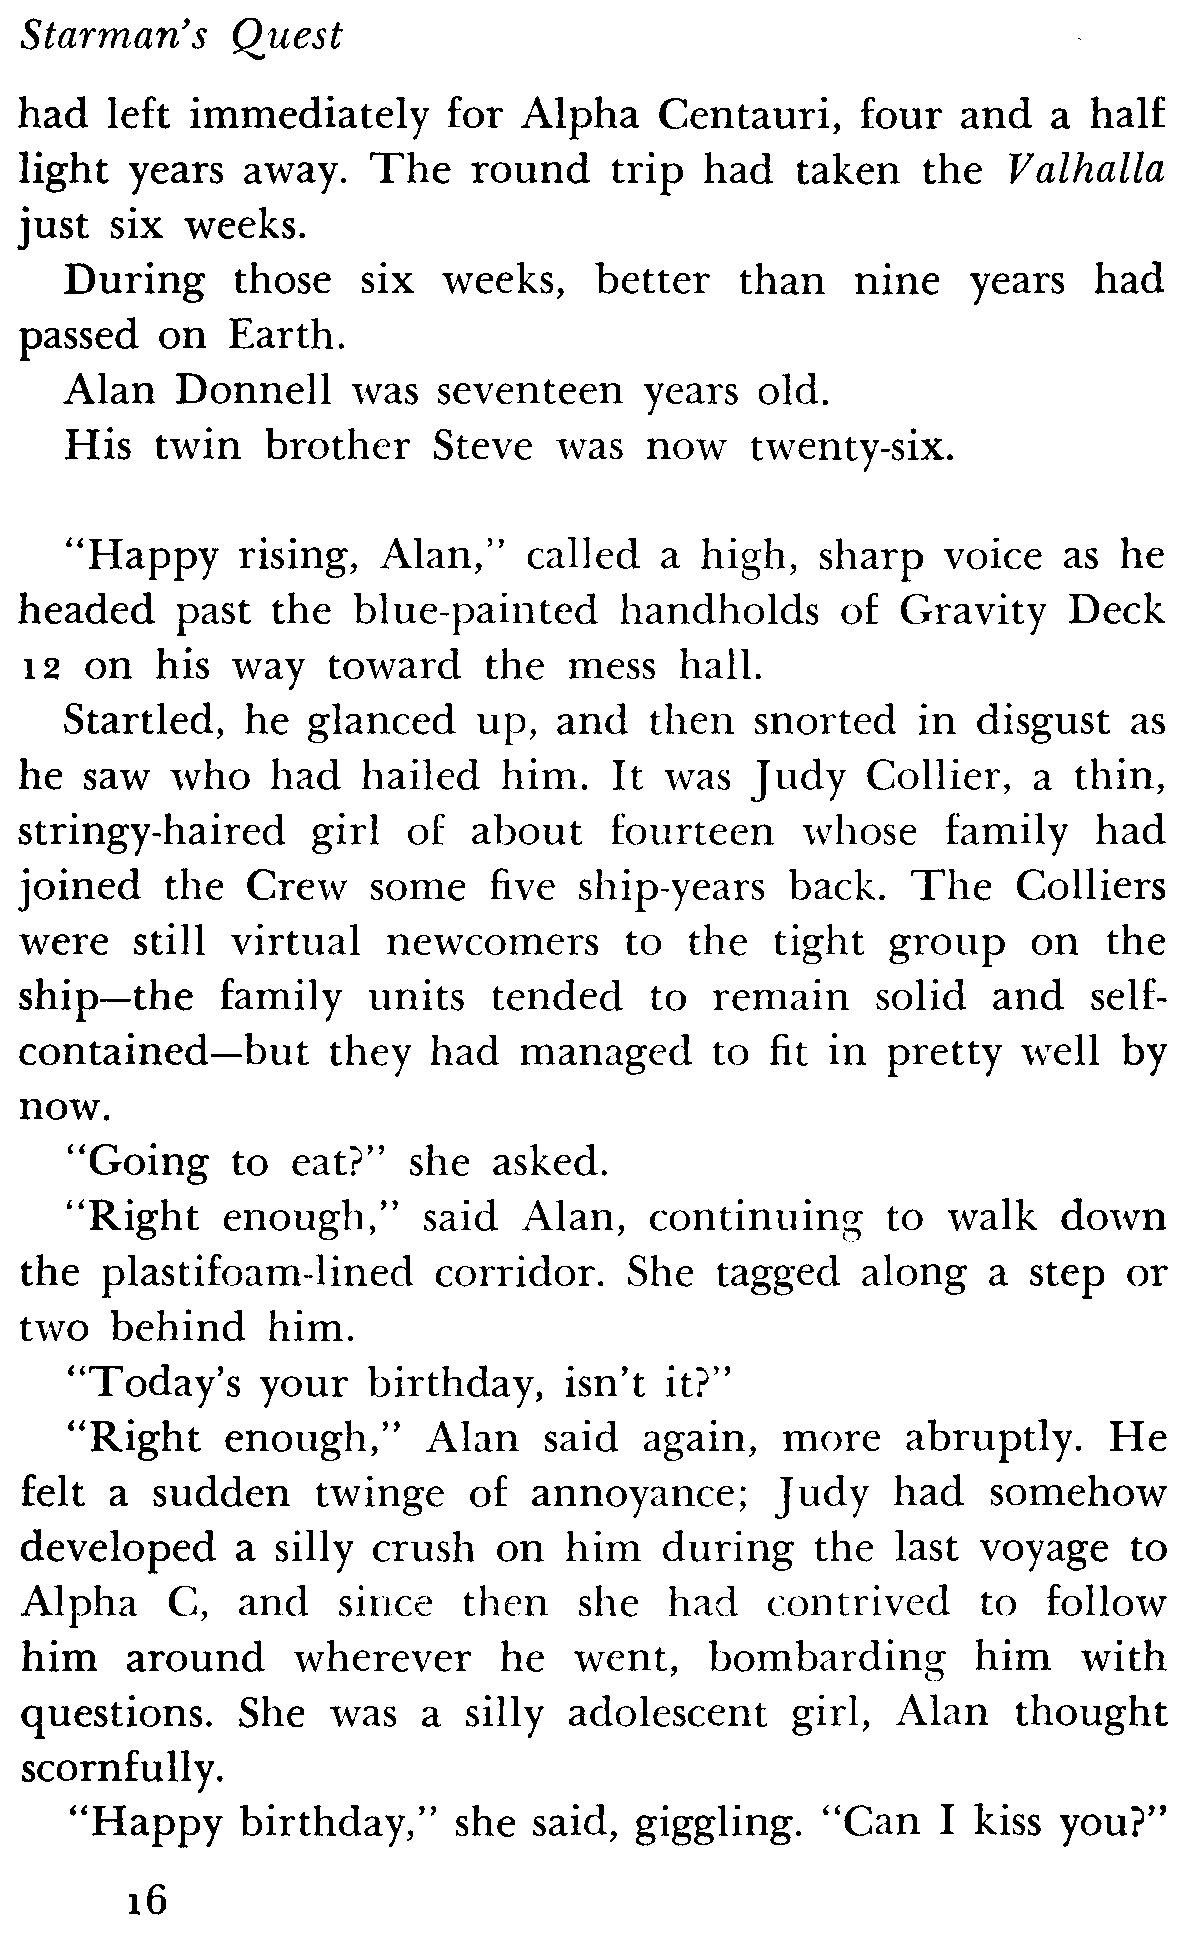 Starman's Quest
had left immediately for Alpha Centauri, four and a half
light years away. The round trip had taken the Valhalla
just six weeks.
During those six weeks, better than nine years had
passed on Earth.
Alan Donnell was seventeen years old.
His twin brother Steve was now twenty-six.
“Happy rising, Alan,” called a high, sharp voice as he
headed past the blue-painted handholds of Gravity Deck
12 on his way toward the mess hall.
Startled, he glanced up, and then snorted in disgust as
he saw who had hailed him. It was Judy Collier, a thin,
stringy-haired girl of about fourteen whose family had
joined the Crew some five ship-years back. The Colliers
were still virtual newcomers to the tight group on the
ship—the family units tended to remain solid and self-
contained—but they had managed to fit in pretty well by
now.
“Going to eat?” she asked.
“Right enough,” said Alan, continuing to walk down
the plastifoam-lined corridor. She tagged along a step or
two behind him.
“Today's your birthday, isn't it?”
“Right enough,” Alan said again, more abruptly. He
felt a sudden twinge of annoyance; Judy had somehow
developed a silly crush on him during the last voyage to
Alpha C, and since then she had contrived to follow
him around wherever he went, bombarding him with
questions. She was a silly adolescent girl, Alan thought
scornfully.
“Happy birthday,” she said, giggling. “Can I kiss you?”
16